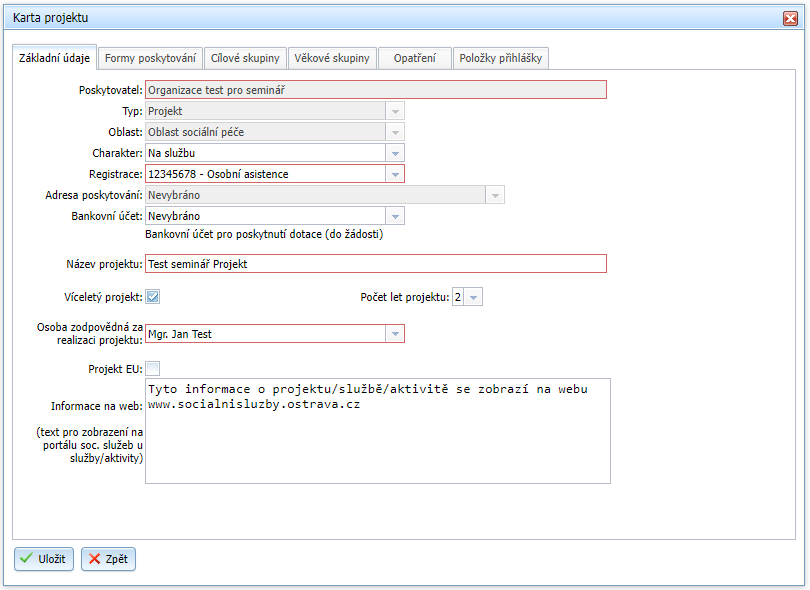 Karta projektu
Základní údaje
Formy poskytování
Cílové skupiny
Věkové skupiny
Opatření
Položky přihlášky
Poskytovatel: Organizace test pro seminář
Typ: Projekt
Oblast: Oblast sociální péče
Charakter: Na službu
Registrace: 12345678 - Osobní asistence
Adresa poskytování: Nevybráno
Bankovní účet: Nevybráno
Bankovní účet pro poskytnutí dotace (do žádosti)
Název projektu: Test seminář Projekt
Víceletý projekt:
Počet let projektu: 2
Osoba zodpovědná za
realizaci projektu: Mgr. Jan Test
Projekt EU:
Informace na web:
(text pro zobrazení na
portálu soc. služeb u
služby/aktivity)
Tyto informace o projektu/službě/aktivitě se zobrazí na webu
www.socialnisluzby.ostrava.cz
Uložit
Zpět